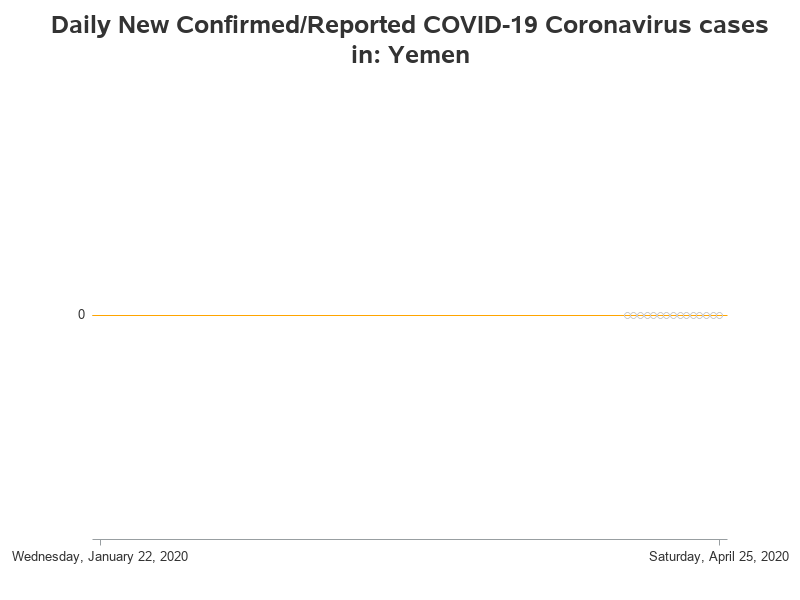 Daily New Confirmed/Reported COVID-19 Coronavirus cases
in: Yemen
0
Wednesday, January 22, 2020
Saturday, April 25, 2020